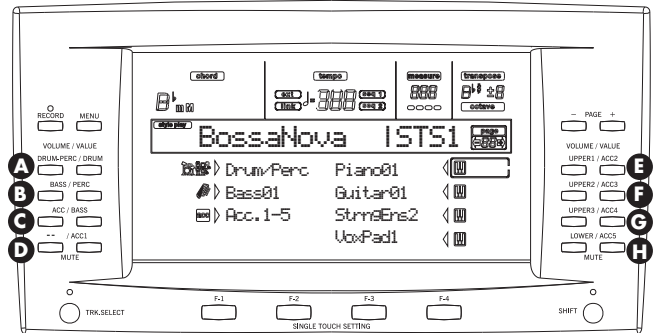 chord tempo measure transpose
ext seq 1
link seq 2
octave
RECORD MENU
style play
BossaNova ISTS1 page
− PAGE +
VOLUME / VALUE
VOLUME / VALUE
A DRUM-PERC / DRUM
B BASS / PERC
C ACC / BASS
D -- / ACC1
MUTE
Drum/Perc Piano01
Bass01 Guitar01
ACC Acc.1-5 StrngEns2
VoxPad1
UPPER1 / ACC2 E
UPPER2 / ACC3 F
UPPER3 / ACC4 G
LOWER / ACC5 H
MUTE
TRK.SELECT
F-1 F-2 F-3 F-4
SINGLE TOUCH SETTING
SHIFT